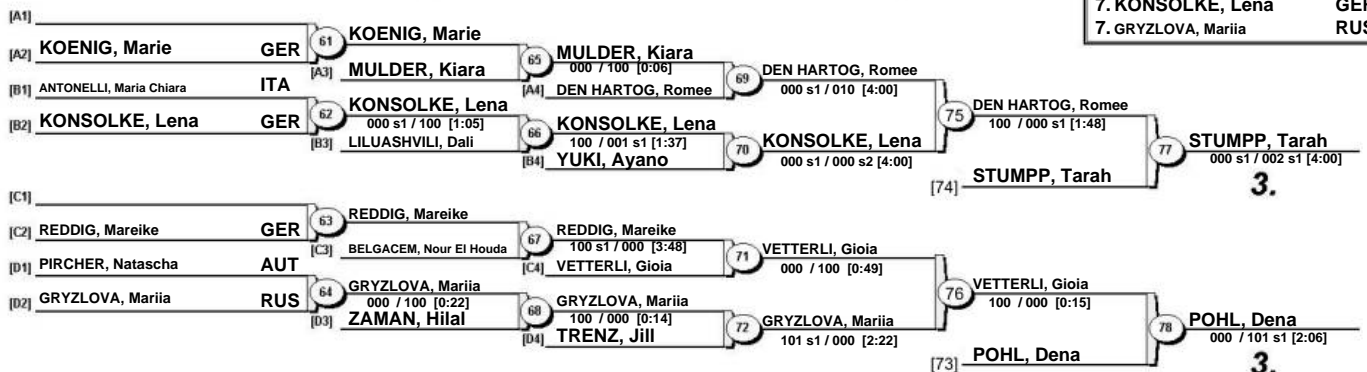 7. KONSOLKE, Lena GER
7. GRYZLOVA, Mariia RUS
[A1]
[A2] KOENIG, Marie GER
61
KOENIG, Marie
[A3] MULDER, Kiara
65
MULDER, Kiara
000 / 100 [0:06]
[A4] DEN HARTOG, Romee
69
DEN HARTOG, Romee
000 s1 / 010 [4:00]
[B1] ANTONELLI, Maria Chiara ITA
[B2] KONSOLKE, Lena GER
62
KONSOLKE, Lena
000 s1 / 100 [1:05]
[B3] LILUASHVILI, Dali
66
KONSOLKE, Lena
100 / 001 s1 [1:37]
[B4] YUKI, Ayano
70
KONSOLKE, Lena
000 s1 / 000 s2 [4:00]
75
DEN HARTOG, Romee
100 / 000 s1 [1:48]
[74] STUMPP, Tarah
77
STUMPP, Tarah
000 s1 / 002 s1 [4:00]
3.
[C1]
[C2] REDDIG, Mareike GER
63
REDDIG, Mareike
[C3] BELGACEM, Nour El Houda
67
REDDIG, Mareike
100 s1 / 000 [3:48]
[C4] VETTERLI, Gioia
71
VETTERLI, Gioia
000 / 100 [0:49]
[D1] PIRCHER, Natascha AUT
[D2] GRYZLOVA, Mariia RUS
64
GRYZLOVA, Mariia
000 / 100 [0:22]
[D3] ZAMAN, Hilal
68
GRYZLOVA, Mariia
100 / 000 [0:14]
[D4] TRENZ, Jill
72
GRYZLOVA, Mariia
101 s1 / 000 [2:22]
76
VETTERLI, Gioia
100 / 000 [0:15]
[73] POHL, Dena
78
POHL, Dena
000 / 101 s1 [2:06]
3.